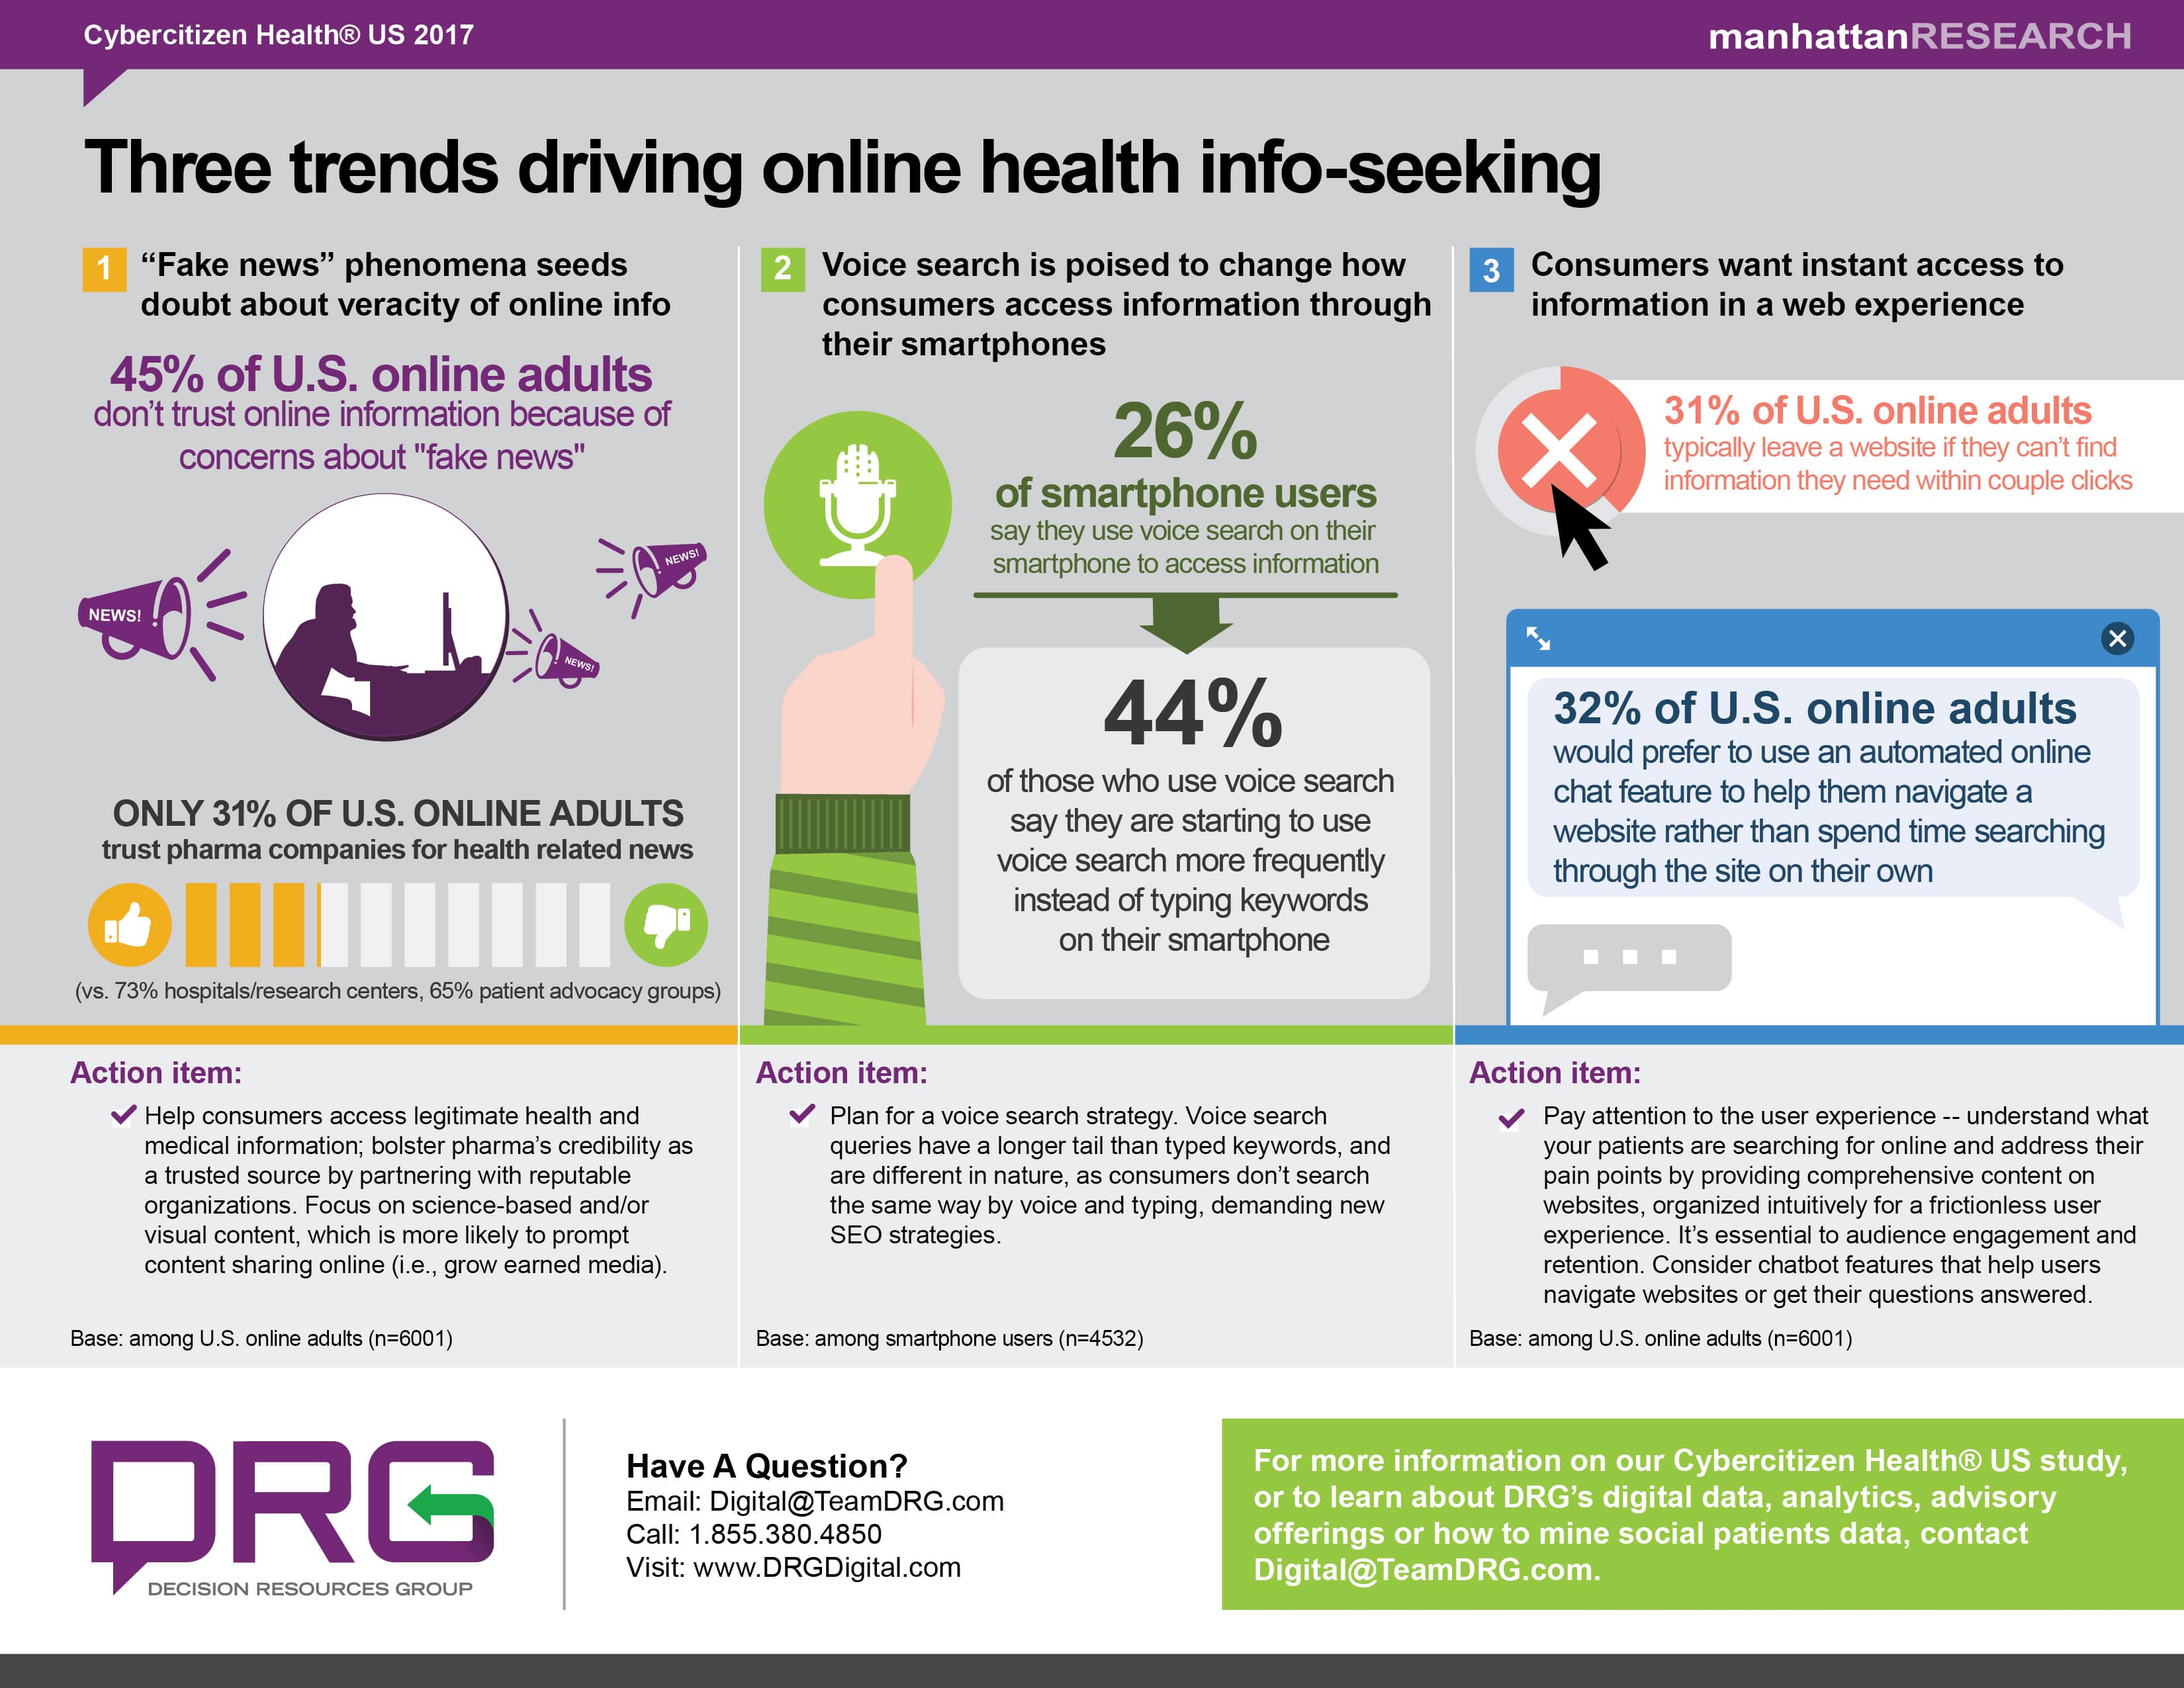 Cybercitizen Health® US 2017
manhattanRESEARCH
Three trends driving online health info-seeking
1
“Fake news” phenomena seeds
doubt about veracity of online info
45% of U.S. online adults
don’t trust online information because of
concerns about "fake news"
NEWS!
NEWS!
NEWS!
ONLY 31% OF U.S. ONLINE ADULTS
trust pharma companies for health related news
(vs. 73% hospitals/research centers, 65% patient advocacy groups)
Action item:
Help consumers access legitimate health and
medical information; bolster pharma’s credibility as
a trusted source by partnering with reputable
organizations. Focus on science-based and/or
visual content, which is more likely to prompt
content sharing online (i.e., grow earned media).
Base: among U.S. online adults (n=6001)
2
Voice search is poised to change how
consumers access information through
their smartphones
26%
of smartphone users
say they use voice search on their
smartphone to access information
44%
of those who use voice search
say they are starting to use
voice search more frequently
instead of typing keywords
on their smartphone
Action item:
Plan for a voice search strategy. Voice search
queries have a longer tail than typed keywords, and
are different in nature, as consumers don’t search
the same way by voice and typing, demanding new
SEO strategies.
Base: among smartphone users (n=4532)
3
Consumers want instant access to
information in a web experience
31% of U.S. online adults
typically leave a website if they can’t find
information they need within couple clicks
32% of U.S. online adults
would prefer to use an automated online
chat feature to help them navigate a
website rather than spend time searching
through the site on their own
Action item:
Pay attention to the user experience -- understand what
your patients are searching for online and address their
pain points by providing comprehensive content on
websites, organized intuitively for a frictionless user
experience. It’s essential to audience engagement and
retention. Consider chatbot features that help users
navigate websites or get their questions answered.
Base: among U.S. online adults (n=6001)
DRG
DECISION RESOURCES GROUP
Have A Question?
Email: Digital@TeamDRG.com
Call: 1.855.380.4850
Visit: www.DRGDigital.com
For more information on our Cybercitizen Health® US study,
or to learn about DRG’s digital data, analytics, advisory
offerings or how to mine social patients data, contact
Digital@TeamDRG.com.